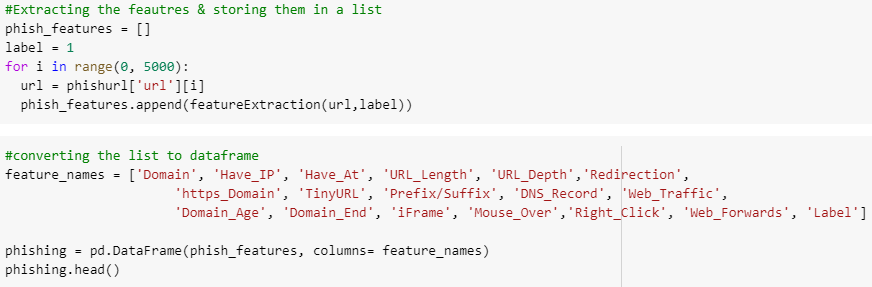 #Extracting the feautres & storing them in a list
phish_features = []
label = 1
for i in range(0, 5000):
  url = phishurl['url'][i]
  phish_features.append(featureExtraction(url,label))
#converting the list to dataframe
feature_names = ['Domain', 'Have_IP', 'Have_At', 'URL_Length', 'URL_Depth','Redirection',
                      'https_Domain', 'TinyURL', 'Prefix/Suffix', 'DNS_Record', 'Web_Traffic',
                      'Domain_Age', 'Domain_End', 'iFrame', 'Mouse_Over','Right_Click', 'Web_Forwards', 'Label']
phishing = pd.DataFrame(phish_features, columns= feature_names)
phishing.head()